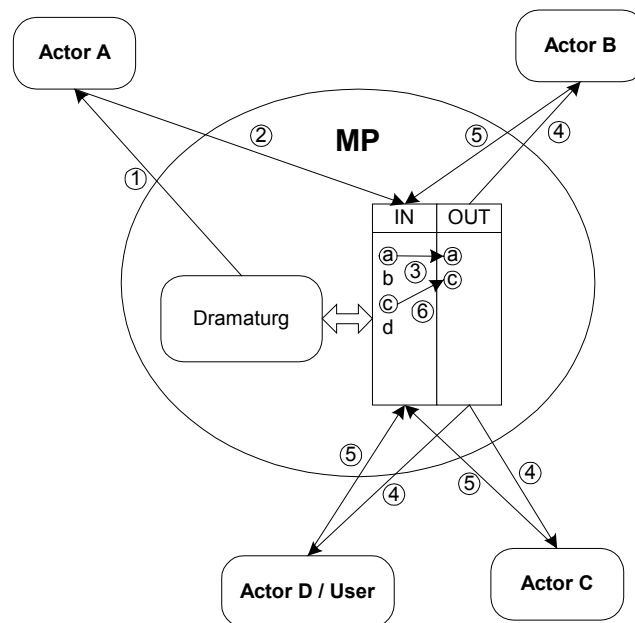 Actor A
Actor B
②
⑤
④
MP
①
IN OUT
ⓐ ⓐ
③
b ⓒ
ⓒ
⑥
d
Dramaturg
⑤
④
⑤
④
Actor D / User
Actor C